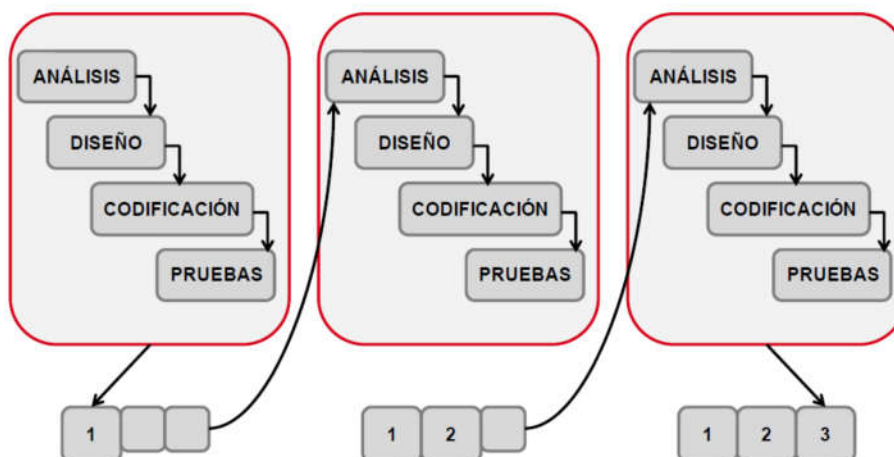 ANÁLISIS
DISEÑO
CODIFICACIÓN
PRUEBAS
ANÁLISIS
DISEÑO
CODIFICACIÓN
PRUEBAS
ANÁLISIS
DISEÑO
CODIFICACIÓN
PRUEBAS
1
1 2
1 2 3